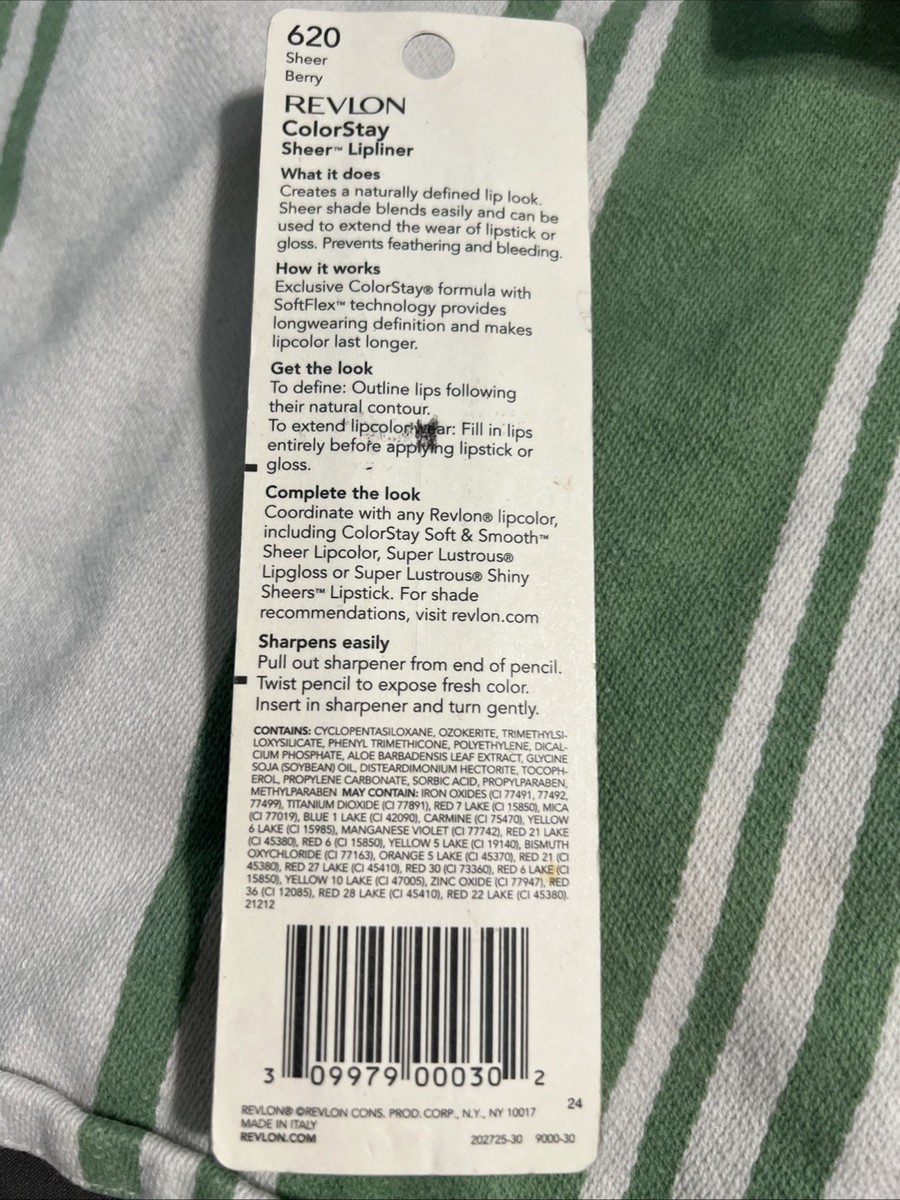 620
Sheer
Berry
REVLON
ColorStay
Sheer™ Lipliner
What it does
Creates a naturally defined lip look.
Sheer shade blends easily and can be
used to extend the wear of lipstick or
gloss. Prevents feathering and bleeding.
How it works
Exclusive ColorStay® formula with
SoftFlex™ technology provides
longwearing definition and makes
lipcolor last longer.
Get the look
To define: Outline lips following
their natural contour.
To extend lipcolor wear: Fill in lips
entirely before applying lipstick or
gloss.
Complete the look
Coordinate with any Revlon® lipcolor,
including ColorStay Soft & Smooth™
Sheer Lipcolor, Super Lustrous®
Lipgloss or Super Lustrous® Shiny
Sheers™ Lipstick. For shade
recommendations, visit revlon.com
Sharpens easily
Pull out sharpener from end of pencil.
Twist pencil to expose fresh color.
Insert in sharpener and turn gently.
CONTAINS: CYCLOPENTASILOXANE, OZOKERITE, TRIMETHYLSI-
LOXYSILICATE, PHENYL TRIMETHICONE, POLYETHYLENE, DICAL-
CIUM PHOSPHATE, ALOE BARBADENSIS LEAF EXTRACT, GLYCINE
SOJA (SOYBEAN) OIL, DISTEARDIMONIUM HECTORITE, TOCOPH-
EROL, PROPYLENE CARBONATE, SORBIC ACID, PROPYLPARABEN,
METHYLPARABEN MAY CONTAIN: IRON OXIDES (CI 77491, 77492,
77499), TITANIUM DIOXIDE (CI 77891), RED 7 LAKE (CI 15850), MICA
(CI 77019), BLUE 1 LAKE (CI 42090), CARMINE (CI 75470), YELLOW
6 LAKE (CI 15985), MANGANESE VIOLET (CI 77742), RED 21 LAKE
(CI 45380), RED 6 (CI 15850), YELLOW 5 LAKE (CI 19140), BISMUTH
OXYCHLORIDE (CI 77163), ORANGE 5 LAKE (CI 45370), RED 21 (CI
45380), RED 27 LAKE (CI 45410), RED 30 (CI 73360), RED 6 LAKE (CI
15850), YELLOW 10 LAKE (CI 47005), ZINC OXIDE (CI 77947), RED
36 (CI 12085), RED 28 LAKE (CI 45410), RED 22 LAKE (CI 45380).
21212
3 09979 00030 2
24
REVLON® ©REVLON CONS. PROD. CORP., N.Y., NY 10017
MADE IN ITALY
REVLON.COM 202725-30 9000-30